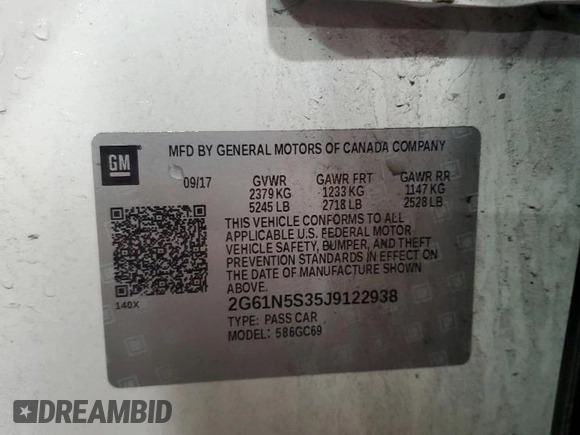 GM
MFD BY GENERAL MOTORS OF CANADA COMPANY
09/17 GVWR GAWR FRT GAWR RR
2379 KG 1233 KG 1147 KG
5245 LB 2718 LB 2528 LB
THIS VEHICLE CONFORMS TO ALL
APPLICABLE U.S. FEDERAL MOTOR
VEHICLE SAFETY, BUMPER, AND THEFT
PREVENTION STANDARDS IN EFFECT ON
THE DATE OF MANUFACTURE SHOWN
ABOVE.
140X
2G61N5S35J9122938
TYPE: PASS CAR
MODEL: 586GC69
DREAMBID